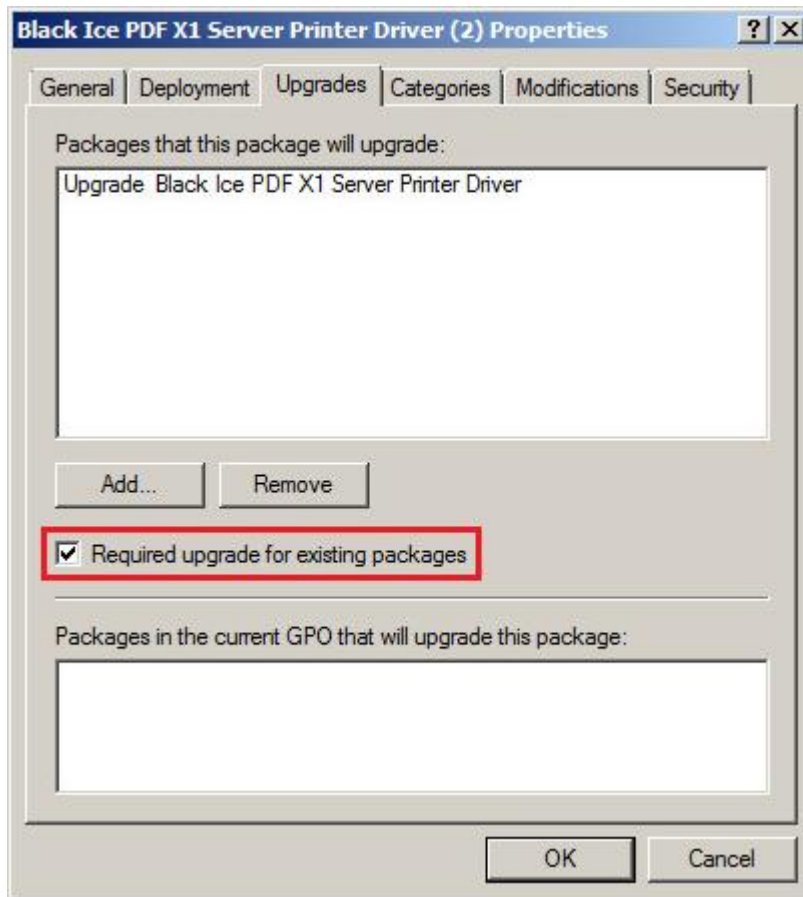 Black Ice PDF X1 Server Printer Driver (2) Properties
General Deployment Upgrades Categories Modifications Security
Packages that this package will upgrade:
Upgrade Black Ice PDF X1 Server Printer Driver
Add... Remove
Required upgrade for existing packages
Packages in the current GPO that will upgrade this package:
OK Cancel